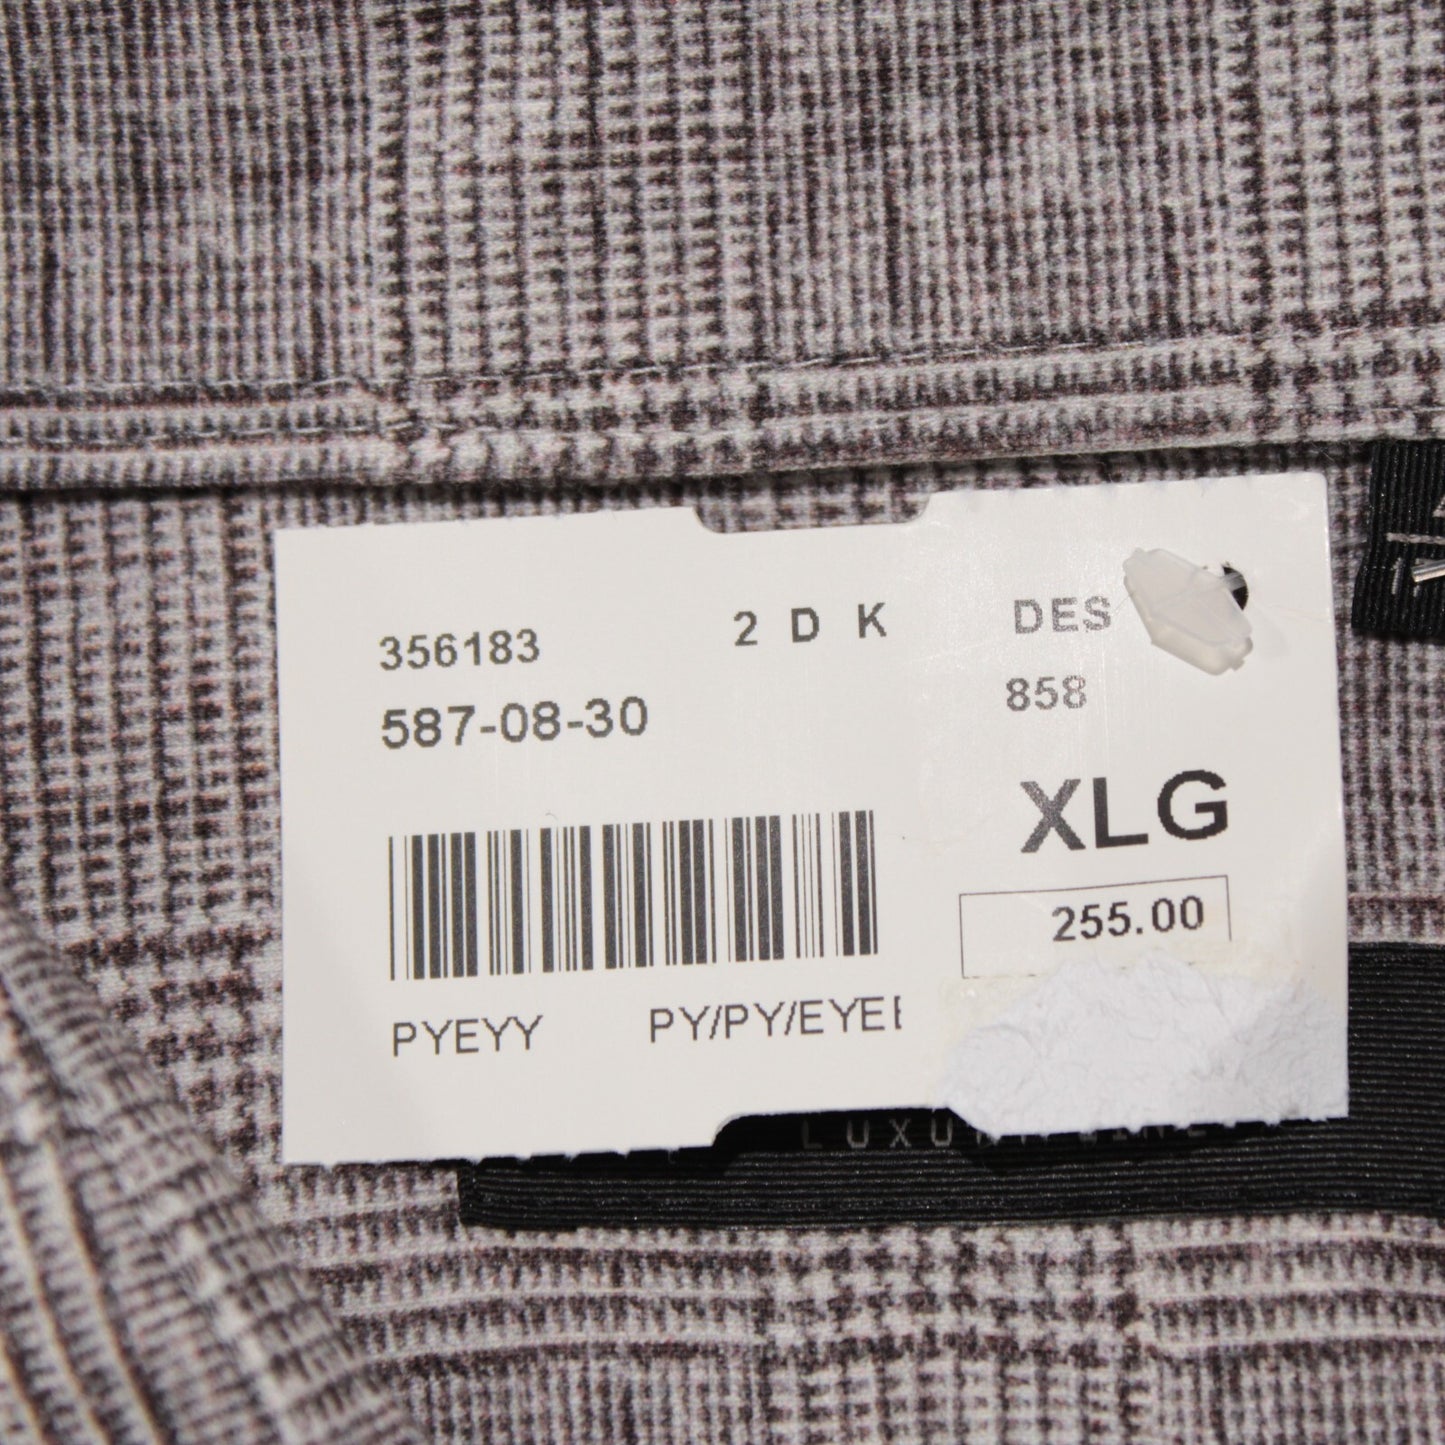 356183 2 D K DES
587-08-30 858
XLG
255.00
PYEYY PY/PY/EYE